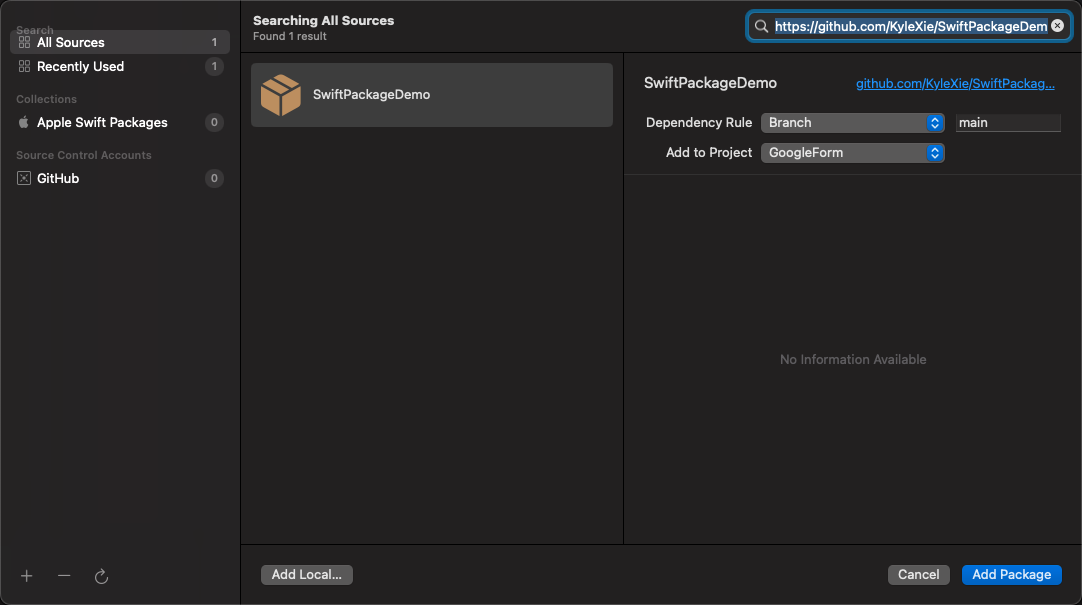 Search
All Sources 1
Recently Used 1
Collections
Apple Swift Packages 0
Source Control Accounts
GitHub 0
Searching All Sources
Found 1 result
https://github.com/KyleXie/SwiftPackageDem
SwiftPackageDemo
SwiftPackageDemo github.com/KyleXie/SwiftPackag...
Dependency Rule Branch main
Add to Project GoogleForm
No Information Available
Add Local...
Cancel Add Package